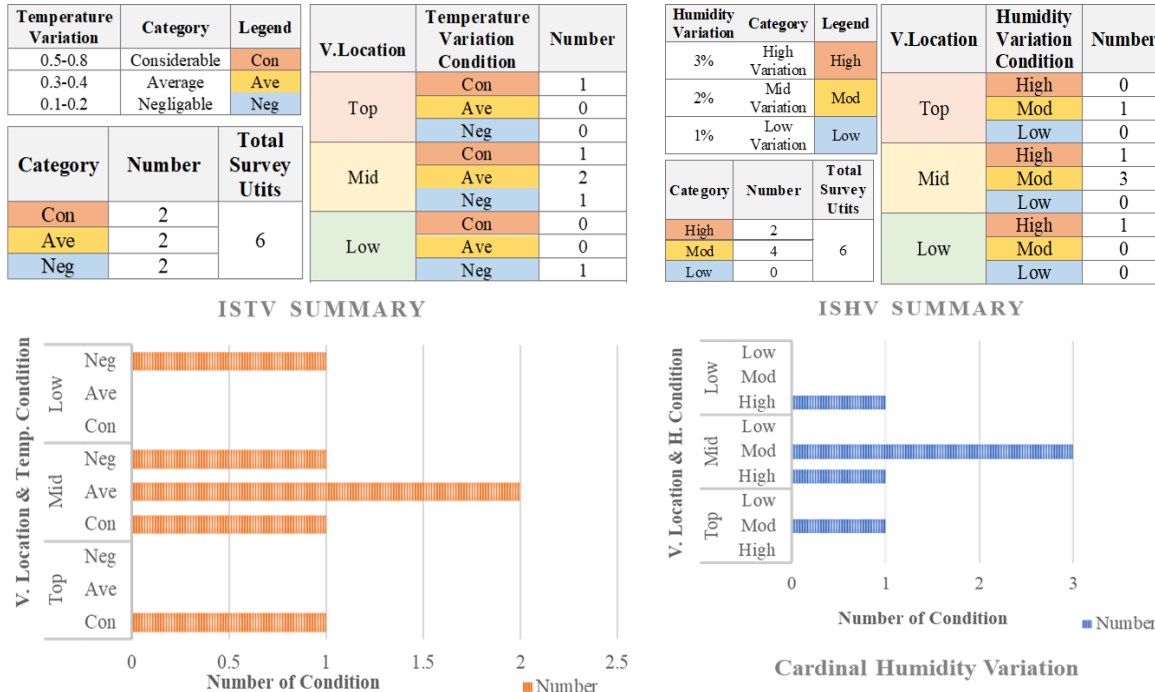 Temperature Variation Category Legend
0.5-0.8 Considerable Con
0.3-0.4 Average Ave
0.1-0.2 Negligable Neg
Category Number Total Survey Utits
Con 2 6
Ave 2
Neg 2
V.Location Temperature Variation Condition Number
Top Con 1
Ave 0
Neg 0
Mid Con 1
Ave 2
Neg 1
Low Con 0
Ave 0
Neg 1
Humidity Variation Category Legend
3% High Variation High
2% Mid Variation Mod
1% Low Variation Low
Category Number Total Survey Utits
High 2 6
Mod 4
Low 0
V.Location Humidity Variation Condition Number
Top High 0
Mod 1
Low 0
Mid High 1
Mod 3
Low 0
Low High 1
Mod 0
Low 0
ISTV SUMMARY
V. Location & Temp. Condition
Low
Neg
Ave
Con
Mid
Neg
Ave
Con
Top
Neg
Ave
Con
0 0.5 1 1.5 2 2.5
Number of Condition
Number
ISHV SUMMARY
V. Location & H. Condition
Low
Low
Mod
High
Mid
Low
Mod
High
Top
Low
Mod
High
0 1 2 3
Number of Condition
Number
Cardinal Humidity Variation